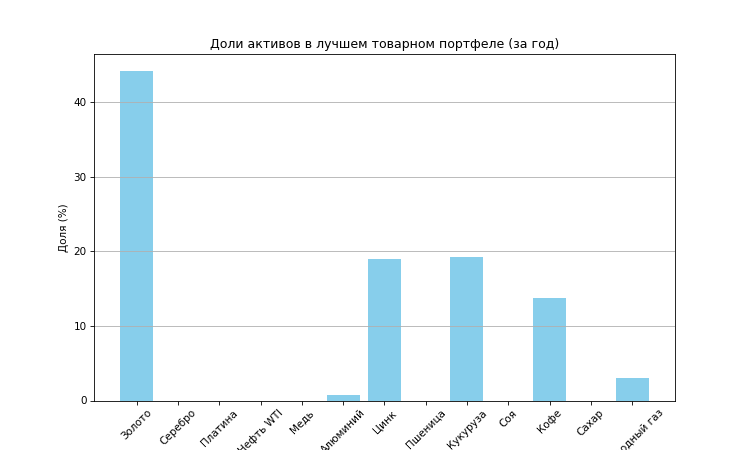 Доли активов в лучшем товарном портфеле (за год)
Доля (%)
40
30
20
10
0
Золото
Серебро
Платина
Нефть WTI
Медь
Алюминий
Цинк
Пшеница
Кукуруза
Соя
Кофе
Сахар
одный газ